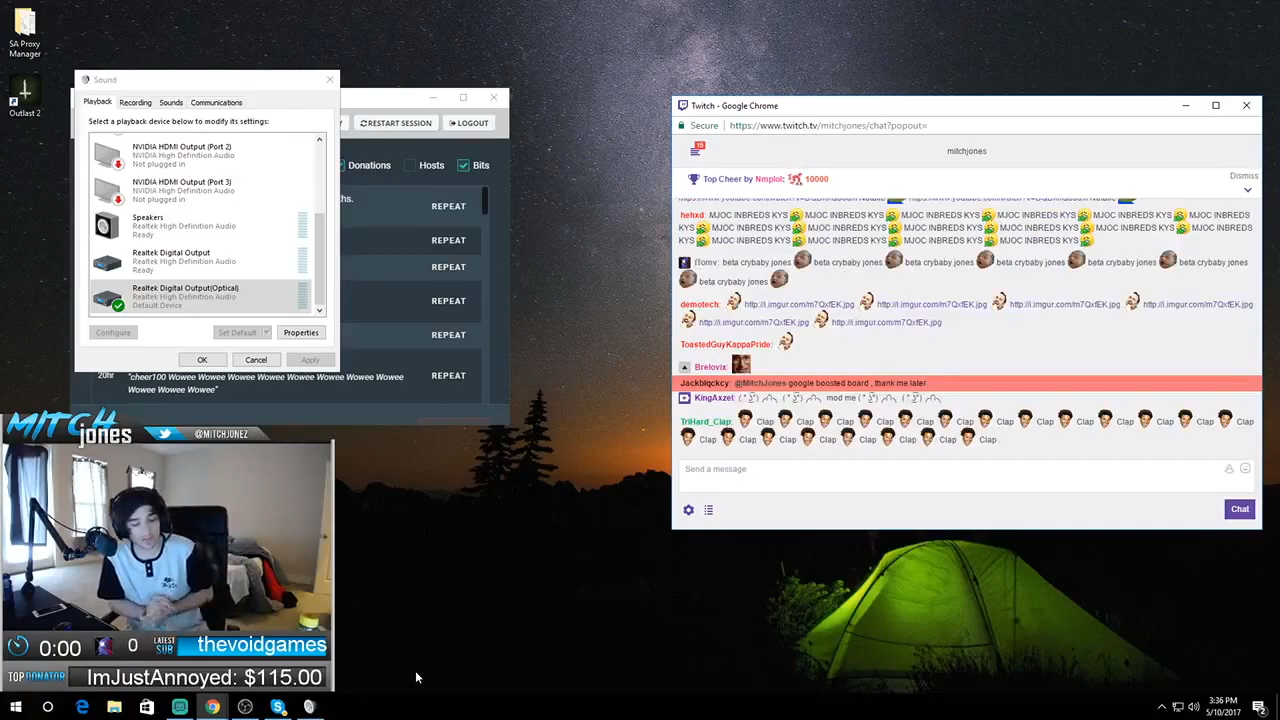 SA Proxy
Manager
Sound
Playback
Recording
Sounds
Communications
Select a playback device below to modify its settings:
NVIDIA HDMI Output (Port 2)
NVIDIA High Definition Audio
Not plugged in
NVIDIA HDMI Output (Port 3)
NVIDIA High Definition Audio
Not plugged in
Speakers
Realtek High Definition Audio
Ready
Realtek Digital Output
Realtek High Definition Audio
Ready
Realtek Digital Output(Optical)
Realtek High Definition Audio
Default Device
Configure
Set Default
Properties
OK
Cancel
Apply
RESTART SESSION
LOGOUT
Donations
Hosts
Bits
REPEAT
REPEAT
REPEAT
REPEAT
REPEAT
REPEAT
20hr
"cheer100 Wowee Wowee Wowee Wowee Wowee Wowee Wowee
Wowee Wowee"
Twitch - Google Chrome
Secure
https://www.twitch.tv/mitchjones/chat?popout=
15
mitchjones
Top Cheer by Nmplol: 10000
Dismiss
hehxd: MJOC INBREDS KYS MJOC INBREDS KYS MJOC INBREDS KYS MJOC INBREDS KYS MJOC INBREDS KYS MJOC INBREDS
KYS MJOC INBREDS KYS MJOC INBREDS KYS MJOC INBREDS KYS MJOC INBREDS KYS MJOC INBREDS KYS MJOC INBREDS
KYS MJOC INBREDS KYS MJOC INBREDS KYS MJOC INBREDS KYS MJOC INBREDS KYS
beta crybaby jones beta crybaby jones beta crybaby jones beta crybaby jones beta crybaby jones
beta crybaby jones
demotech: http://i.imgur.com/m7QxfEK.jpg http://i.imgur.com/m7QxfEK.jpg http://i.imgur.com/m7QxfEK.jpg http://i.imgur.com/m7QxfEK.jpg
http://i.imgur.com/m7QxfEK.jpg http://i.imgur.com/m7QxfEK.jpg
ToastedGuyKappaPride:
Brelovix:
Jackblqckcy: @MitchJones google boosted board , thank me later
KingAxzel: mod me
TriHard_Clap: Clap Clap Clap Clap Clap Clap Clap Clap Clap Clap Clap Clap Clap
Clap Clap Clap Clap Clap Clap Clap Clap
Send a message
Chat
MITCH
jones
@MITCHJONEZ
0:00
0
LATEST
SUB
thevoidgames
TOPDONATOR
ImJustAnnoyed: $115.00
3:36 PM
5/10/2017
2